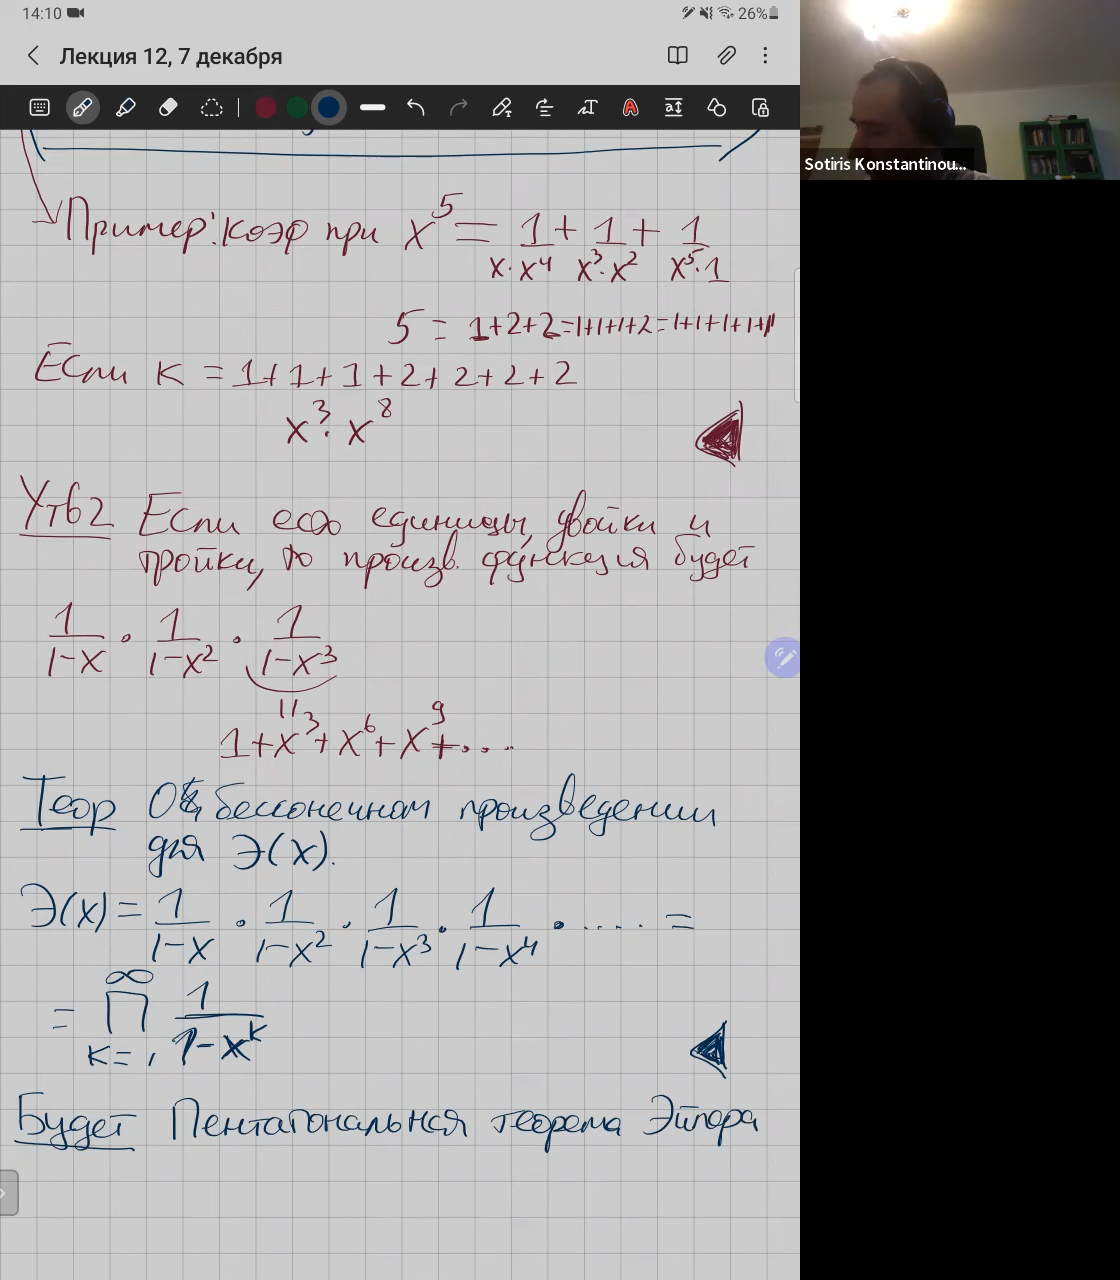 14:10 26%
Лекция 12, 7 декабря
Sotiris Konstantinou...
Пример: Коэф при x^5 = 1 + 1 + 1
x·x^4 x^3·x^2 x^5·1
5 = 1+2+2=1+1+1+2=1+1+1+1+1
Если k = 1+1+1+2+2+2+2
x^3 · x^8
Утв 2 Если единицы, двойки и
тройки, то произв. функция будет
1/(1-x) · 1/(1-x^2) · 1/(1-x^3)
1+x^3+x^6+x^9+...
Теор О бесконечном произведении
для Э(x).
Э(x) = 1/(1-x) · 1/(1-x^2) · 1/(1-x^3) · 1/(1-x^4) · ..... =
= ∞ ∏ k=1 1/(1-x^k)
Будет Пентагональная теорема Эйлера